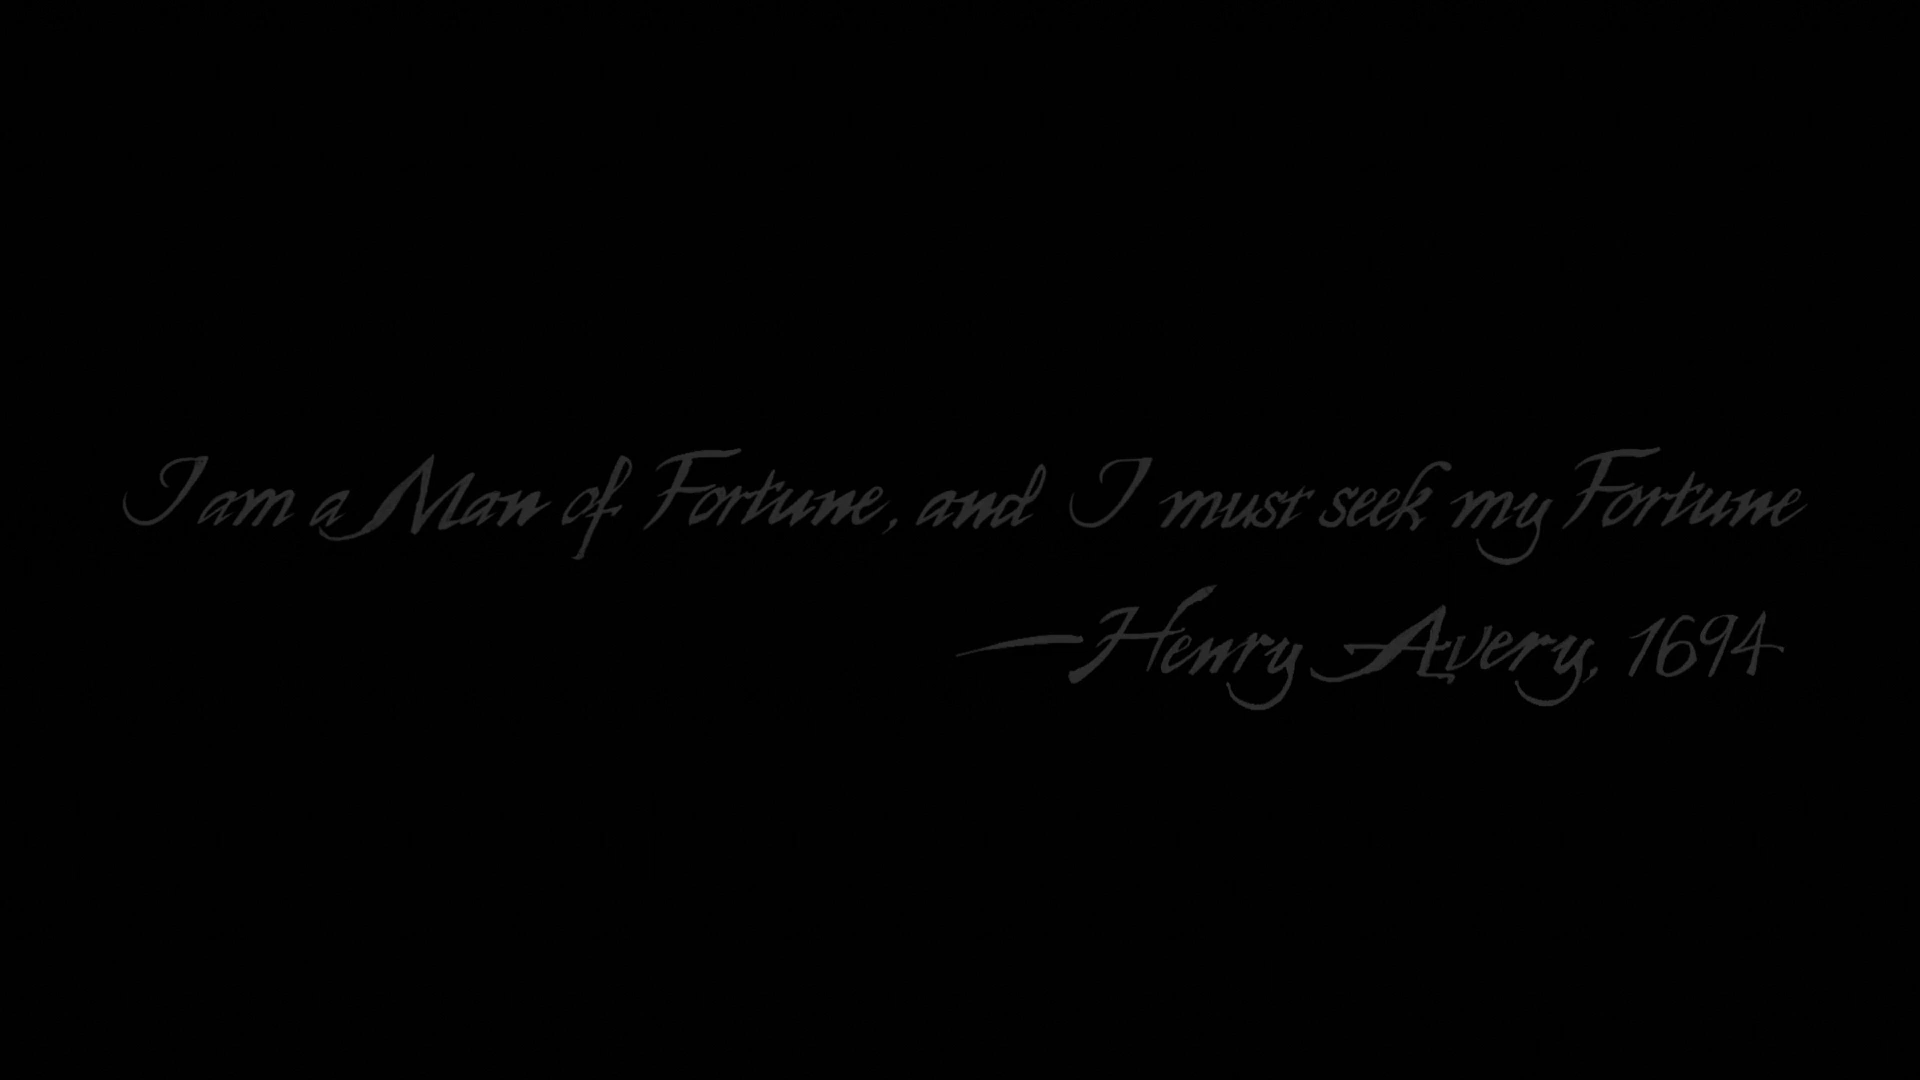 I am a Man of Fortune, and I must seek my Fortune
—Henry Avery, 1694